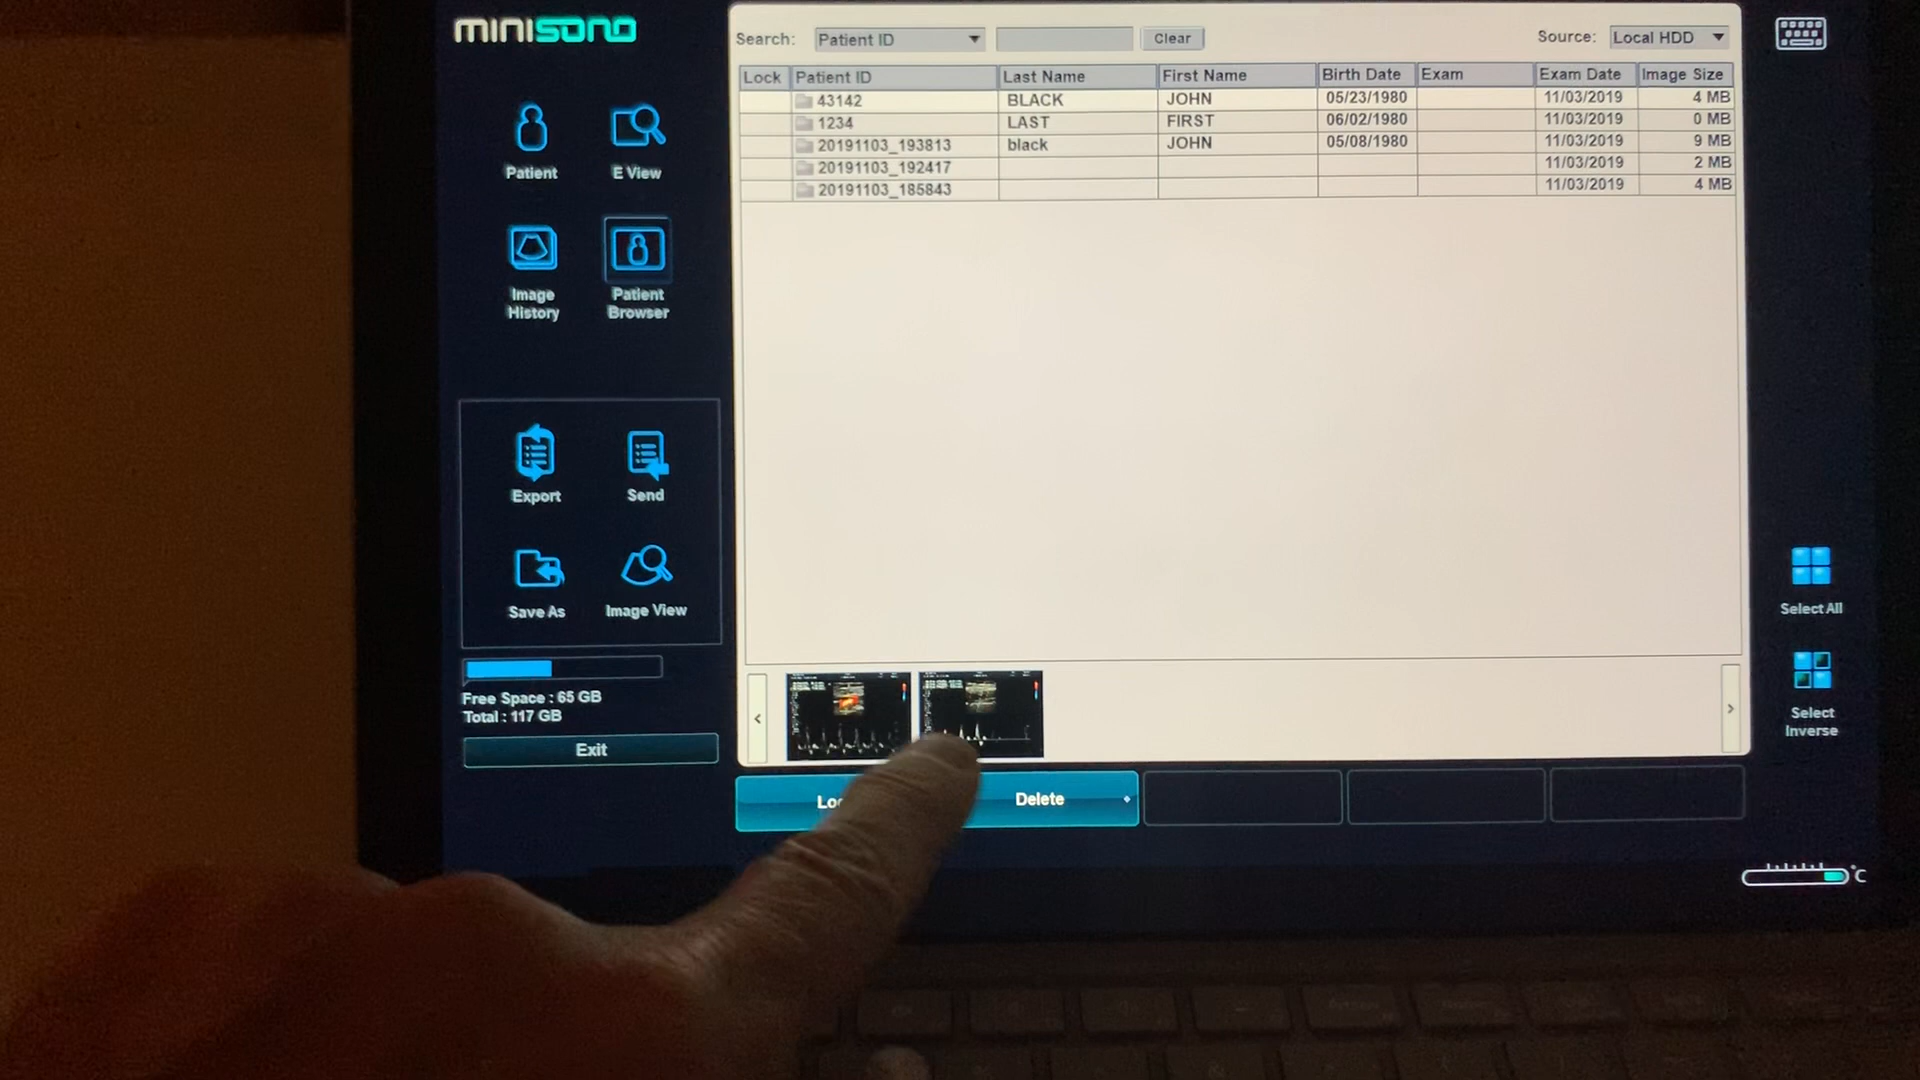 minisono
Search: Patient ID Clear Source: Local HDD
Lock Patient ID Last Name First Name Birth Date Exam Exam Date Image Size
43142 BLACK JOHN 05/23/1980 11/03/2019 4 MB
1234 LAST FIRST 06/02/1980 11/03/2019 0 MB
20191103_193813 black JOHN 05/08/1980 11/03/2019 9 MB
20191103_192417 11/03/2019 2 MB
20191103_185843 11/03/2019 4 MB
Patient E View
Image History
Patient Browser
Export Send
Save As Image View
Free Space : 65 GB
Total : 117 GB
Exit
Delete
Select All
Select Inverse
°C